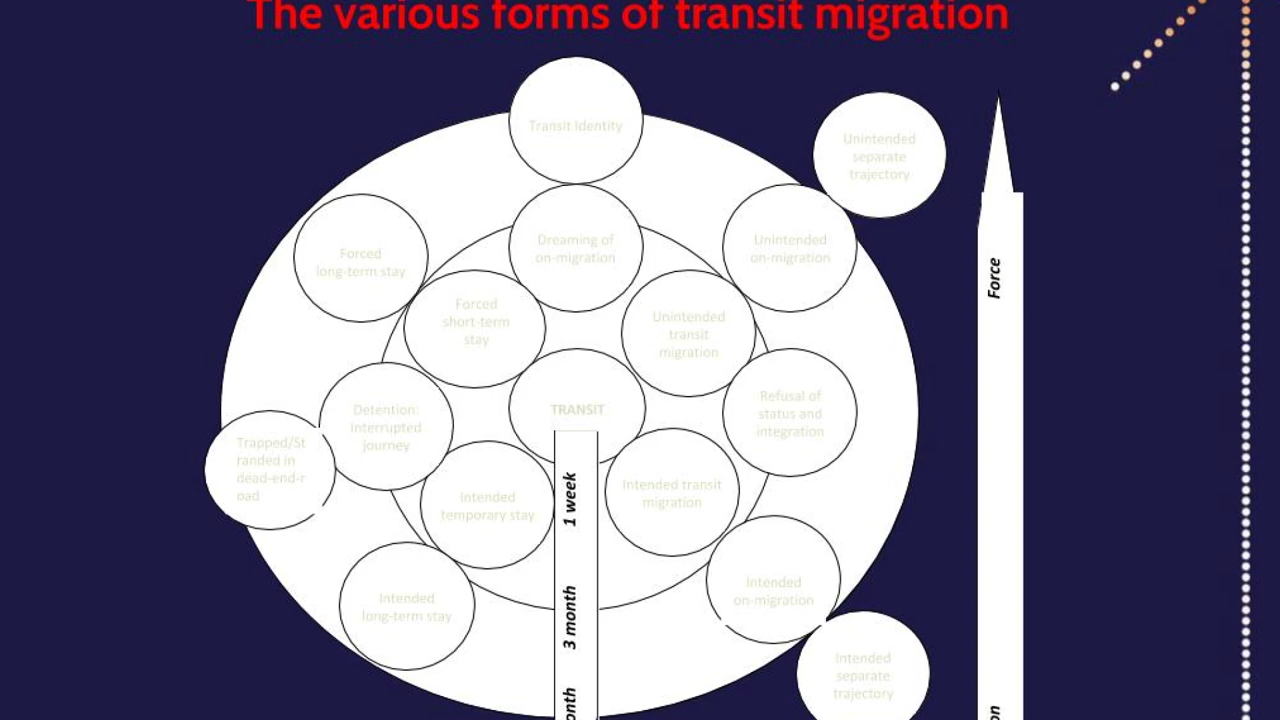 The various forms of transit migration
Transit Identity
Unintended
separate
trajectory
Forced
long-term stay
Dreaming of
on-migration
Unintended
on-migration
Forced
short-term
stay
Unintended
transit
migration
Force
TRANSIT
Refusal of
status and
integration
Detention:
interrupted
journey
Trapped/St
randed in
dead-end-r
oad
Intended
temporary stay
1 week
Intended transit
migration
Intended
long-term stay
3 month
Intended
on-migration
Intended
separate
trajectory
onth
on